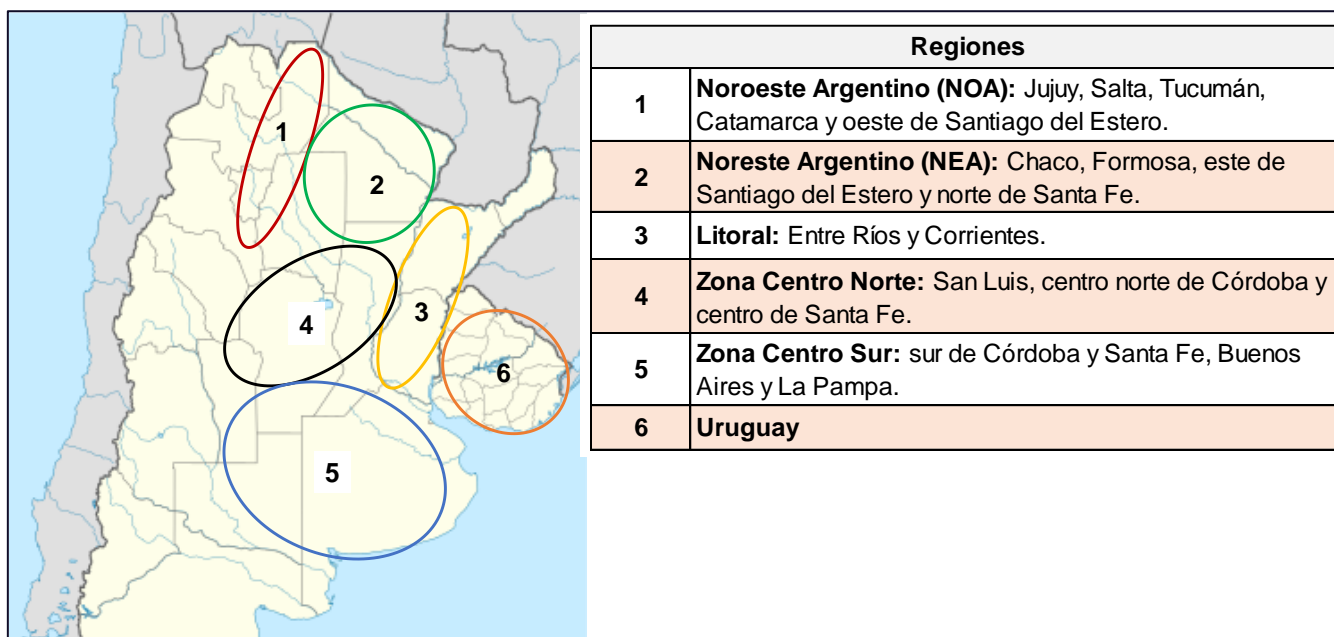 1
2
3
4
5
6
Regiones
1
Noroeste Argentino (NOA): Jujuy, Salta, Tucumán,
Catamarca y oeste de Santiago del Estero.
2
Noreste Argentino (NEA): Chaco, Formosa, este de
Santiago del Estero y norte de Santa Fe.
3
Litoral: Entre Ríos y Corrientes.
4
Zona Centro Norte: San Luis, centro norte de Córdoba y
centro de Santa Fe.
5
Zona Centro Sur: sur de Córdoba y Santa Fe, Buenos
Aires y La Pampa.
6
Uruguay